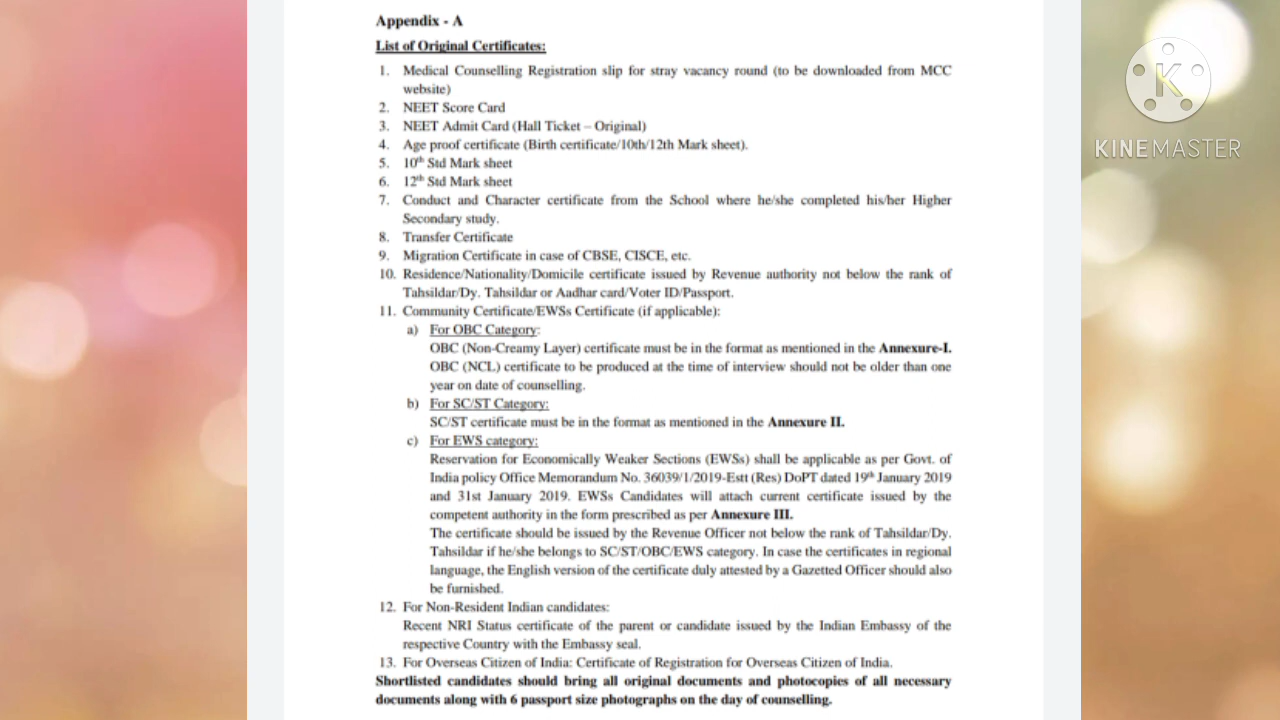 Appendix - A
List of Original Certificates:
1. Medical Counselling Registration slip for stray vacancy round (to be downloaded from MCC
website)
2. NEET Score Card
3. NEET Admit Card (Hall Ticket – Original)
4. Age proof certificate (Birth certificate/10th/12th Mark sheet).
5. 10th Std Mark sheet
6. 12th Std Mark sheet
7. Conduct and Character certificate from the School where he/she completed his/her Higher
Secondary study.
8. Transfer Certificate
9. Migration Certificate in case of CBSE, CISCE, etc.
10. Residence/Nationality/Domicile certificate issued by Revenue authority not below the rank of
Tahsildar/Dy. Tahsildar or Aadhar card/Voter ID/Passport.
11. Community Certificate/EWSs Certificate (if applicable):
a) For OBC Category:
OBC (Non-Creamy Layer) certificate must be in the format as mentioned in the Annexure-I.
OBC (NCL) certificate to be produced at the time of interview should not be older than one
year on date of counselling.
b) For SC/ST Category:
SC/ST certificate must be in the format as mentioned in the Annexure II.
c) For EWS category:
Reservation for Economically Weaker Sections (EWSs) shall be applicable as per Govt. of
India policy Office Memorandum No. 36039/1/2019-Estt (Res) DoPT dated 19th January 2019
and 31st January 2019. EWSs Candidates will attach current certificate issued by the
competent authority in the form prescribed as per Annexure III.
The certificate should be issued by the Revenue Officer not below the rank of Tahsildar/Dy.
Tahsildar if he/she belongs to SC/ST/OBC/EWS category. In case the certificates in regional
language, the English version of the certificate duly attested by a Gazetted Officer should also
be furnished.
12. For Non-Resident Indian candidates:
Recent NRI Status certificate of the parent or candidate issued by the Indian Embassy of the
respective Country with the Embassy seal.
13. For Overseas Citizen of India: Certificate of Registration for Overseas Citizen of India.
Shortlisted candidates should bring all original documents and photocopies of all necessary
documents along with 6 passport size photographs on the day of counselling.
K
KINEMASTER